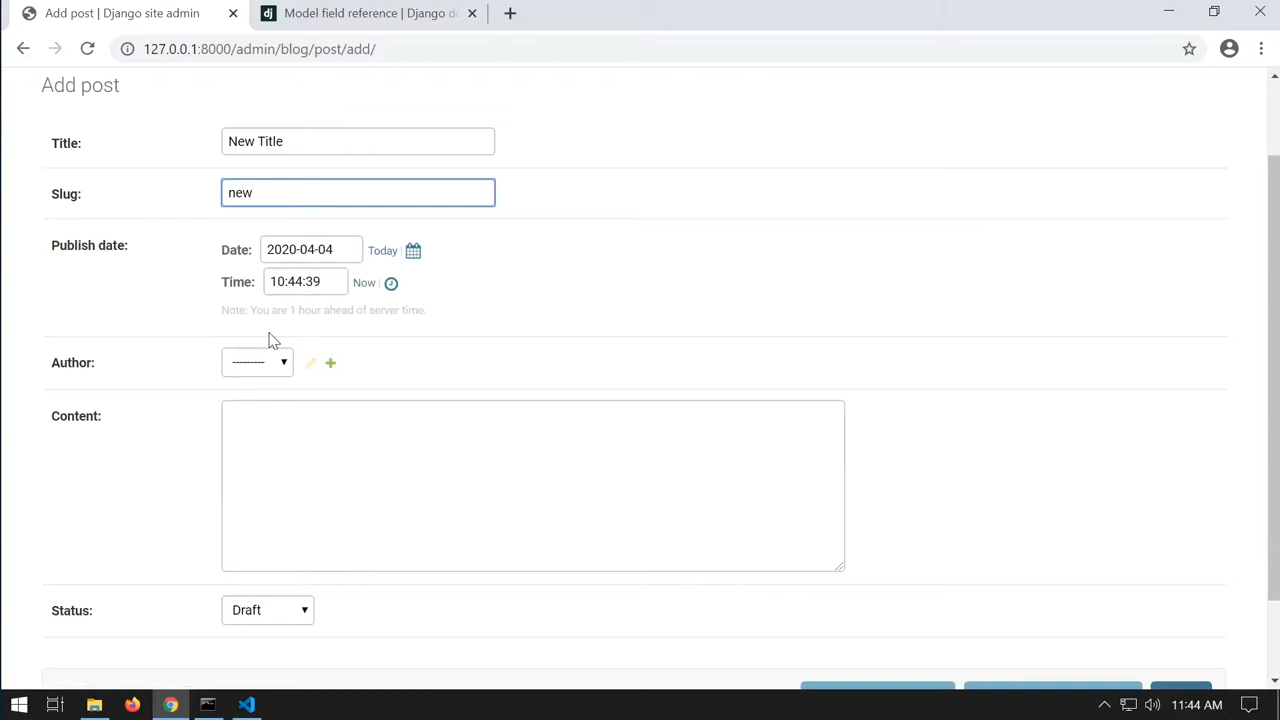 Add post | Django site admin
dj Model field reference | Django d
127.0.0.1:8000/admin/blog/post/add/
Add post
Title: New Title
Slug: new
Publish date: Date: 2020-04-04 Today
Time: 10:44:39 Now
Note: You are 1 hour ahead of server time.
Author: ---------
Content:
Status: Draft
11:44 AM